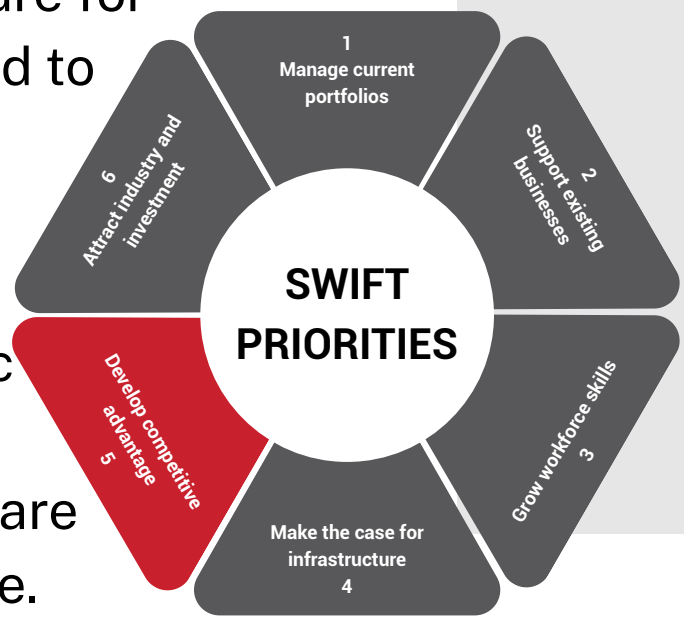 ure for
d to
c
are
e.
SWIFT
PRIORITIES
1
Manage current
portfolios
2
Support existing
businesses
Grow workforce skills
3
Make the case for
infrastructure
4
Develop competitive
advantage
5
6
Attract industry and
investment